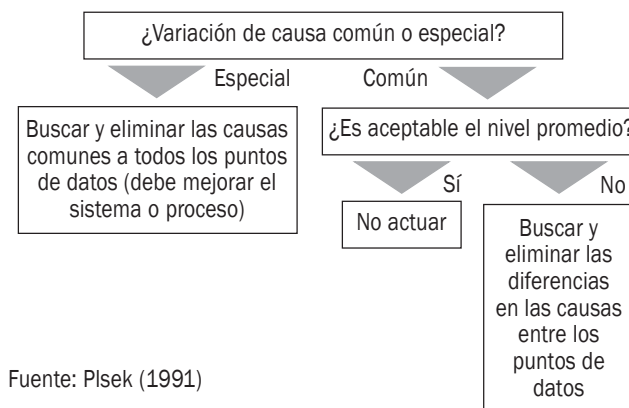 ¿Variación de causa común o especial?
Especial
Común
Buscar y eliminar las causas
comunes a todos los puntos
de datos (debe mejorar el
sistema o proceso)
¿Es aceptable el nivel promedio?
Sí
No
No actuar
Buscar y
eliminar las
diferencias
en las causas
entre los
puntos de
datos
Fuente: Plsek (1991)